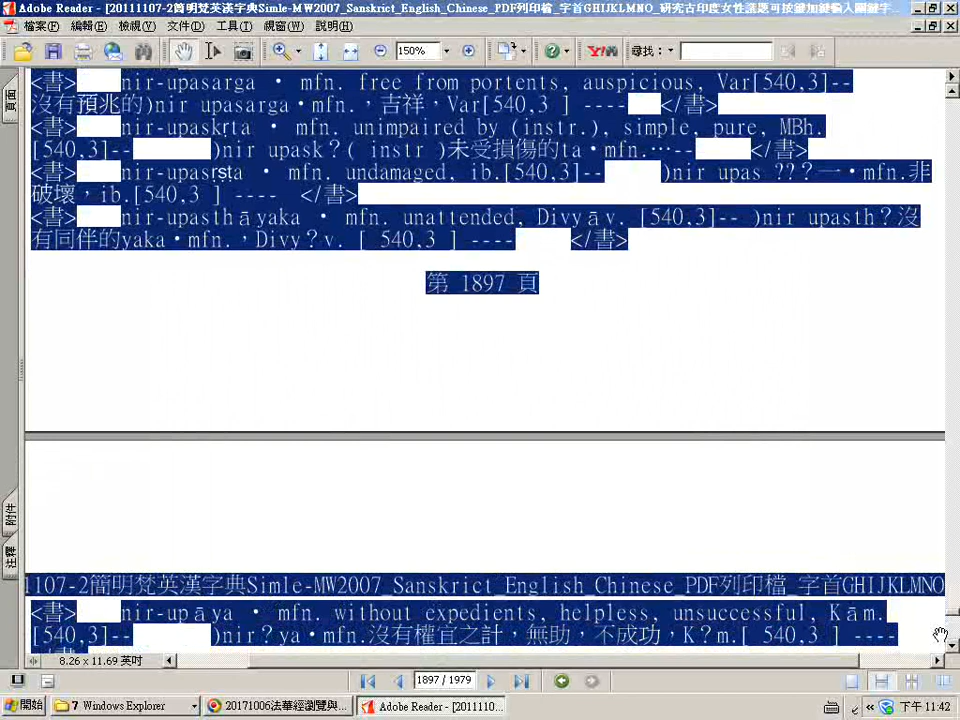 Adobe Reader - [20111107-2簡明梵英漢字典Simle-MW2007_Sanskrict_English_Chinese_PDF列印檔_字首GHIJKLMNO_研究古印度女性話題可按
檔案(F) 編輯(E) 檢視(V) 文件(D) 工具(T) 視窗(W) 說明(H)
150% Y! 尋找：
頁面
<書> nir-upasarga • mfn. free from portents, auspicious, Var[540,3]--
沒有預兆的)nir upasarga•mfn.，吉祥，Var[540,3 ] ---- </書>
<書> nir-upaskṛta • mfn. unimpaired by (instr.), simple, pure, MBh.
[540,3]-- )nir upask？( instr )未受損傷的ta•mfn.…-- </書>
<書> nir-upasṛṣṭa • mfn. undamaged, ib.[540,3]-- )nir upas ??？一•mfn.非
破壞，ib.[540,3 ] ---- </書>
<書> nir-upasthāyaka • mfn. unattended, Divyāv. [540,3]-- )nir upasth？沒
有同伴的yaka•mfn.，Divy？v. [ 540,3 ] ---- </書>
第 1897 頁
附件
注釋
1107-2簡明梵英漢字典Simle-MW2007_Sanskrict_English_Chinese_PDF列印檔_字首GHIJKLMNO
<書> nir-upāya • mfn. without expedients, helpless, unsuccessful, Kām.
[540,3]-- )nir？ya•mfn.沒有權宜之計，無助，不成功，K？m.[ 540,3 ] ----
8.26 x 11.69 英吋
1897 / 1979
開始 7 Windows Explorer 20171006法華經瀏覽與... Adobe Reader - [2011110... 下午 11:42